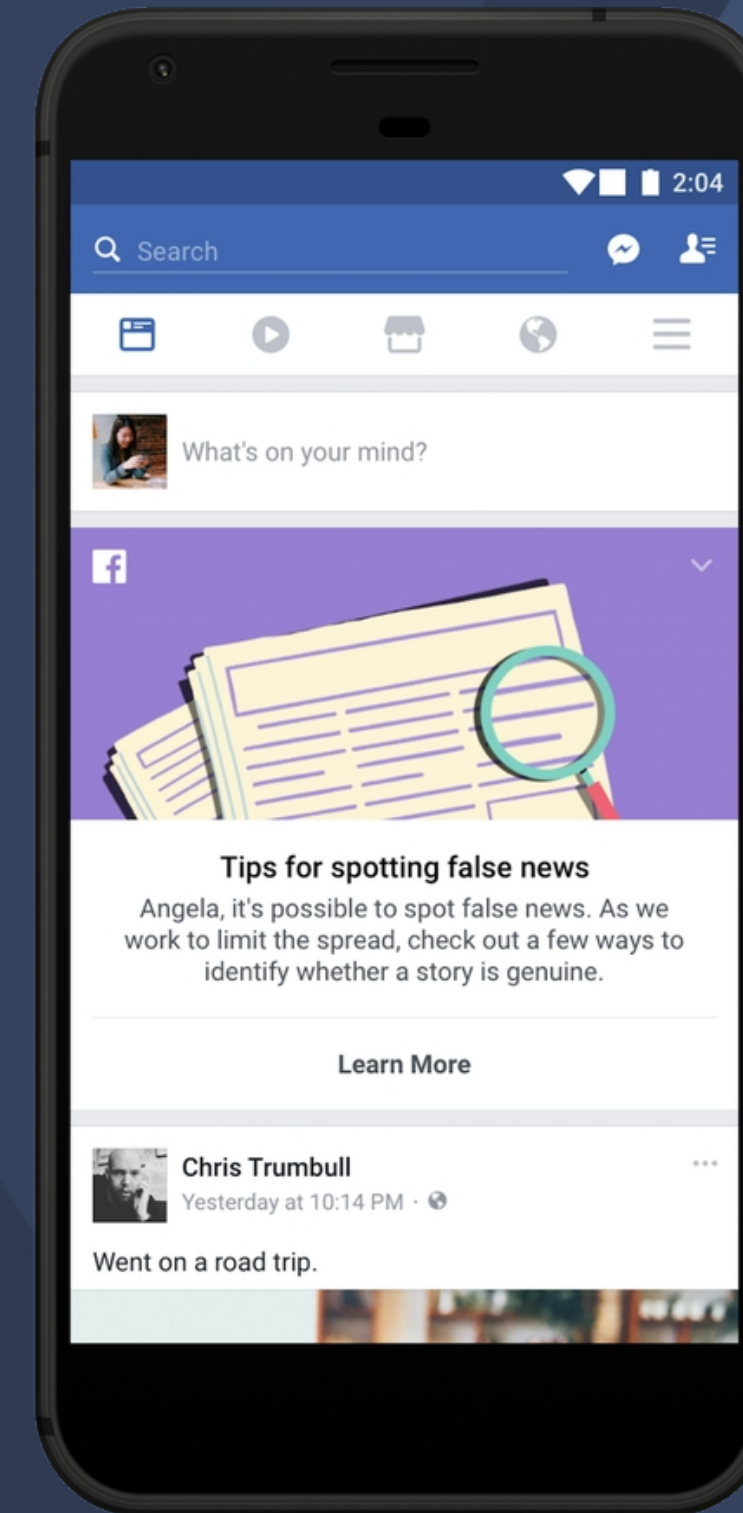 2:04
Search
What's on your mind?
Tips for spotting false news
Angela, it's possible to spot false news. As we
work to limit the spread, check out a few ways to
identify whether a story is genuine.
Learn More
Chris Trumbull
Yesterday at 10:14 PM ·
Went on a road trip.